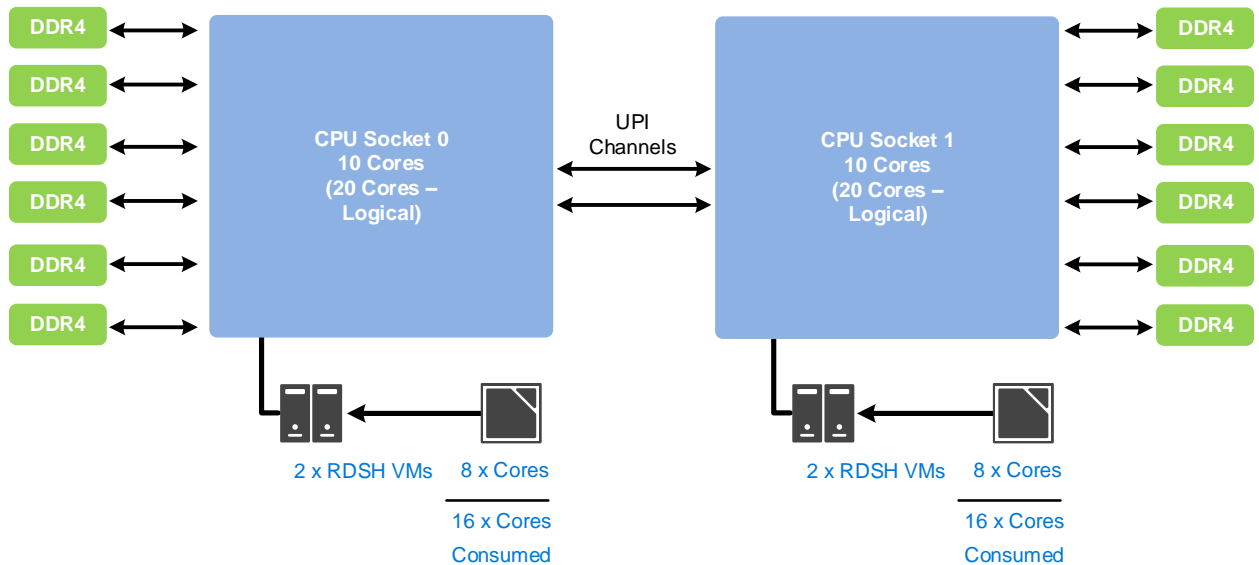 DDR4
DDR4
DDR4
DDR4
DDR4
DDR4
CPU Socket 0
10 Cores
(20 Cores –
Logical)
UPI
Channels
CPU Socket 1
10 Cores
(20 Cores –
Logical)
DDR4
DDR4
DDR4
DDR4
DDR4
DDR4
2 x RDSH VMs
8 x Cores
16 x Cores
Consumed
2 x RDSH VMs
8 x Cores
16 x Cores
Consumed